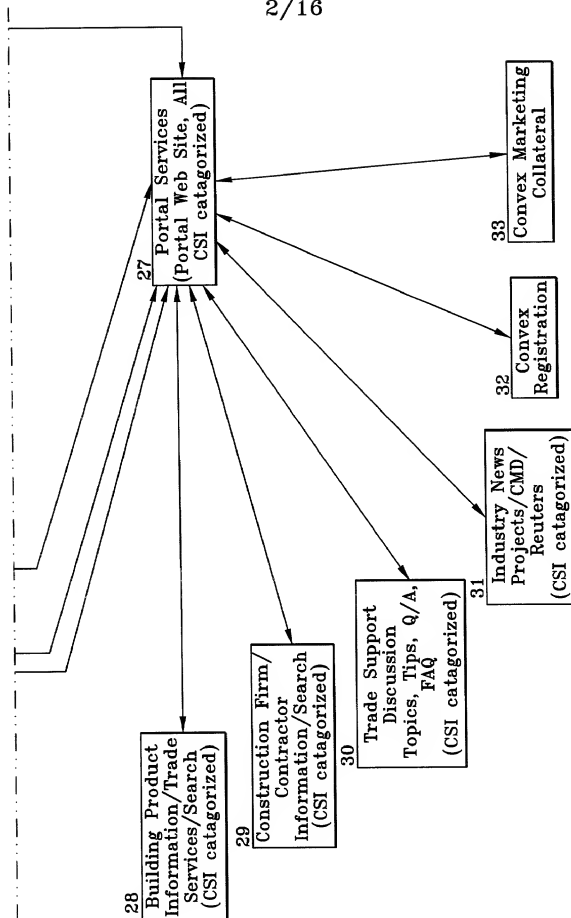 2/16
27
Portal Services
(Portal Web Site, All
CSI catagorized)
28
Building Product
Information/Trade
Services/Search
(CSI catagorized)
29
Construction Firm/
Contractor
Information/Search
(CSI catagorized)
30
Trade Support
Discussion
Topics, Tips, Q/A,
FAQ
(CSI catagorized)
31
Industry News
Projects/CMD/
Reuters
(CSI catagorized)
32
Convex
Registration
33
Convex Marketing
Collateral